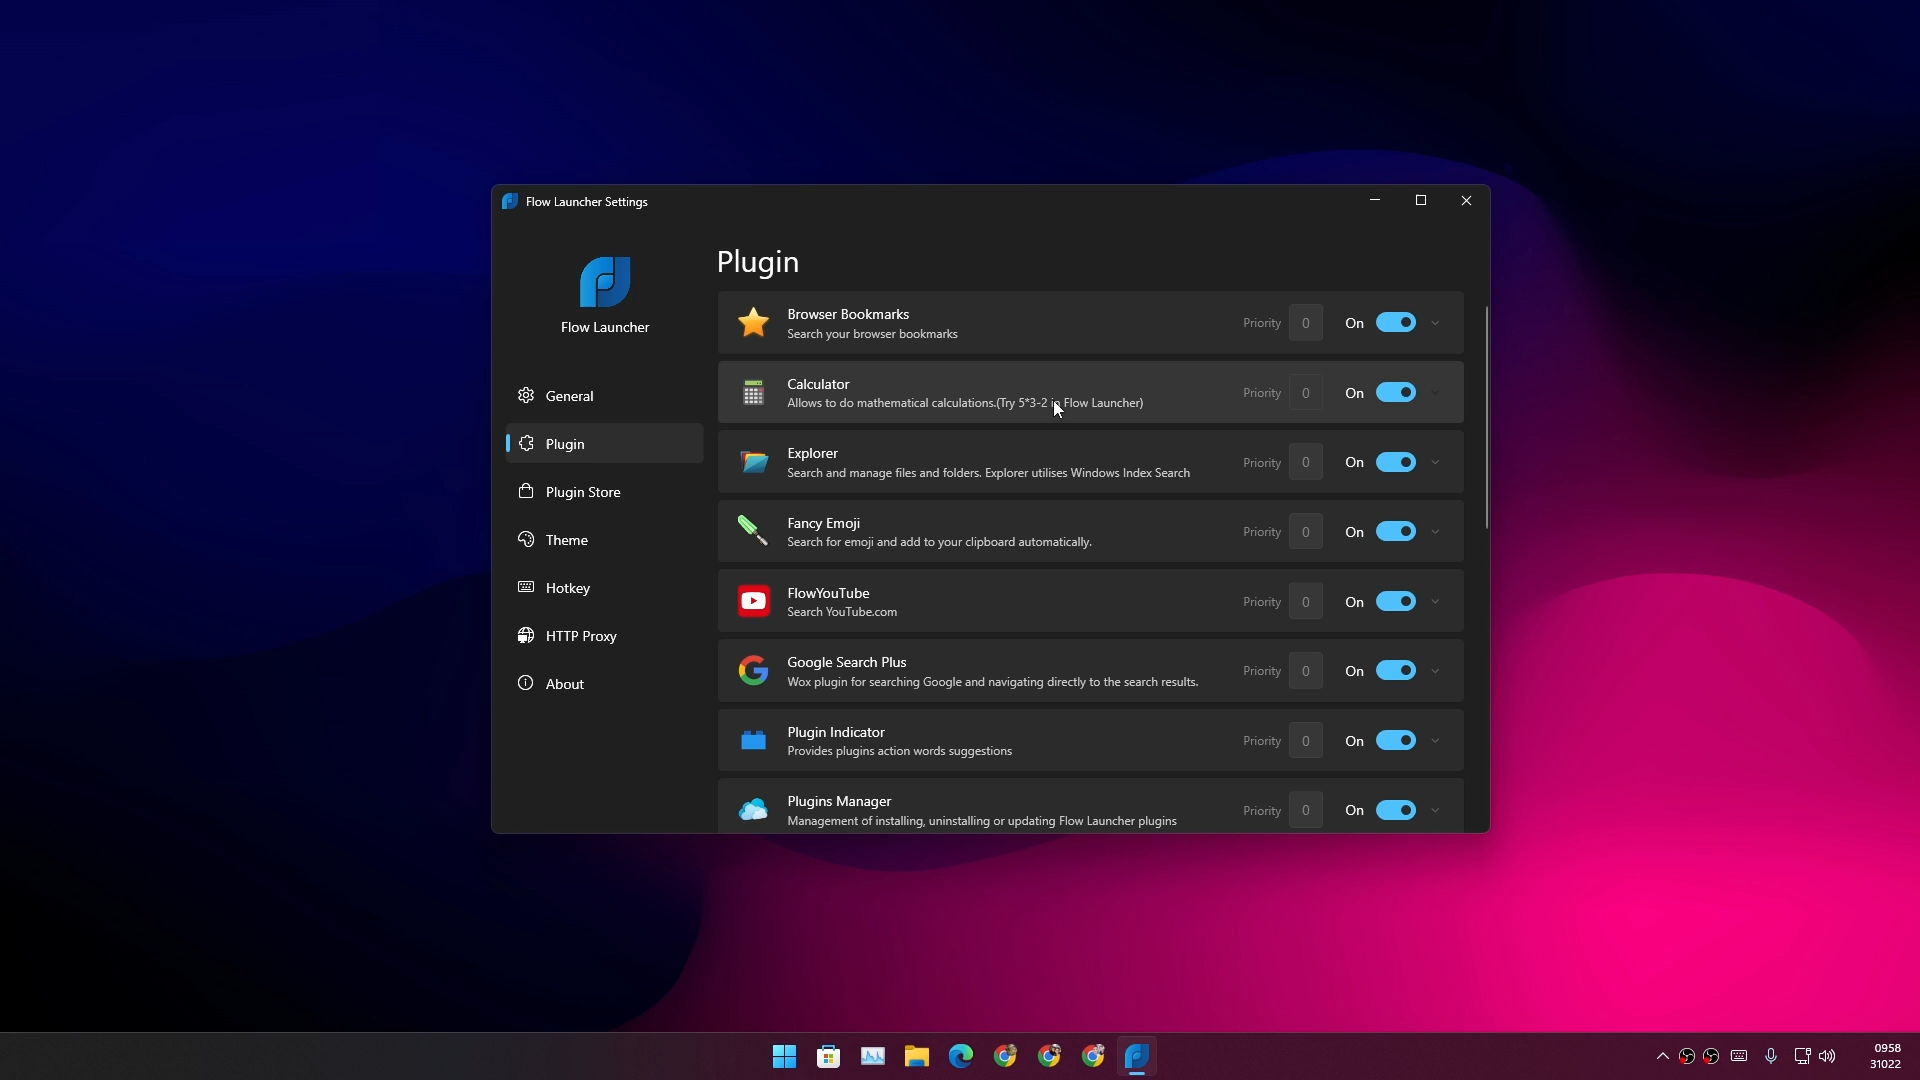 Flow Launcher Settings
Flow Launcher
General
Plugin
Plugin Store
Theme
Hotkey
HTTP Proxy
About
Plugin
Browser Bookmarks
Search your browser bookmarks
Priority 0 On
Calculator
Allows to do mathematical calculations.(Try 5*3-2 in Flow Launcher)
Priority 0 On
Explorer
Search and manage files and folders. Explorer utilises Windows Index Search
Priority 0 On
Fancy Emoji
Search for emoji and add to your clipboard automatically.
Priority 0 On
FlowYouTube
Search YouTube.com
Priority 0 On
Google Search Plus
Wox plugin for searching Google and navigating directly to the search results.
Priority 0 On
Plugin Indicator
Provides plugins action words suggestions
Priority 0 On
Plugins Manager
Management of installing, uninstalling or updating Flow Launcher plugins
Priority 0 On
0958
31022